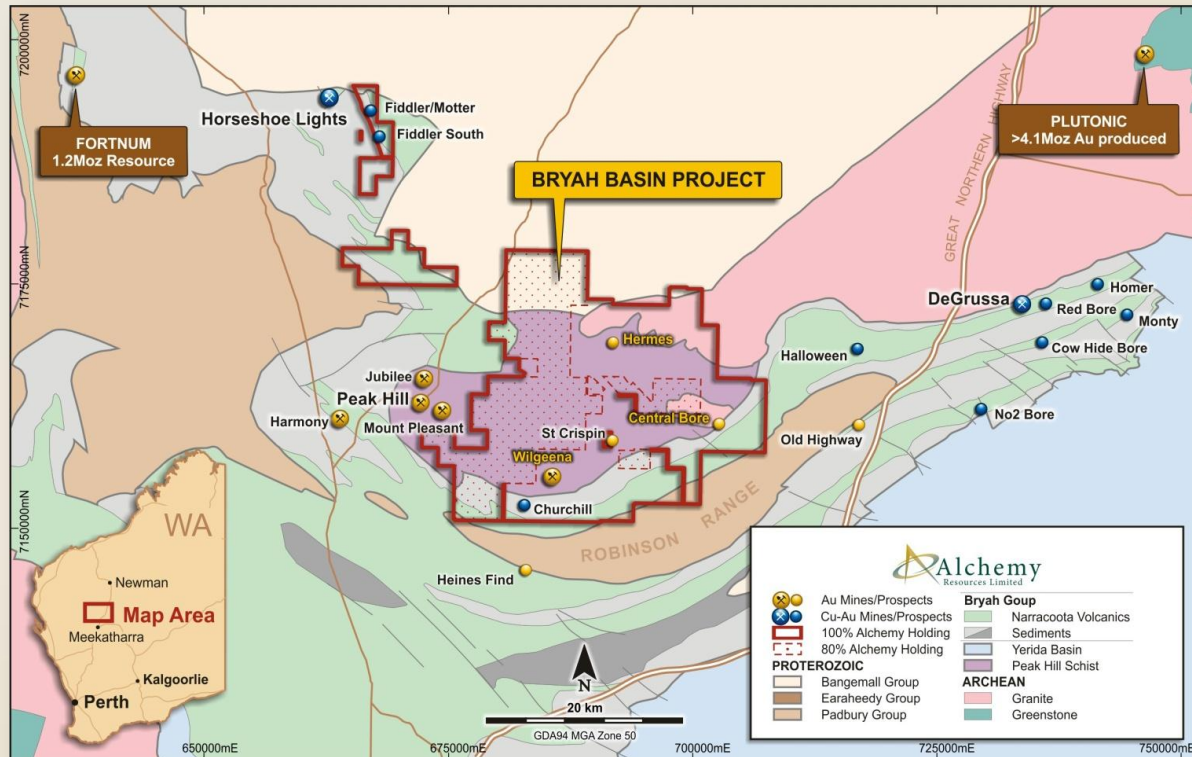 7200000mN
7175000mN
7150000mN
FORTNUM
1.2Moz Resource
Horseshoe Lights
Fiddler/Motter
Fiddler South
BRYAH BASIN PROJECT
GREAT NORTHERN HIGHWAY
PLUTONIC
>4.1Moz Au produced
DeGrussa
Homer
Red Bore
Monty
Cow Hide Bore
Halloween
No2 Bore
Old Highway
Hermes
Jubilee
Peak Hill
Mount Pleasant
Harmony
Central Bore
St Crispin
Wilgeena
Churchill
ROBINSON RANGE
Heines Find
WA
Newman
Map Area
Meekatharra
Kalgoorlie
Perth
N
20 km
GDA94 MGA Zone 50
Alchemy
Resources Limited
Au Mines/Prospects
Cu-Au Mines/Prospects
100% Alchemy Holding
80% Alchemy Holding
PROTEROZOIC
Bangemall Group
Earaheedy Group
Padbury Group
Bryah Goup
Narracoota Volcanics
Sediments
Yerida Basin
Peak Hill Schist
ARCHEAN
Granite
Greenstone
650000mE
675000mE
700000mE
725000mE
750000mE